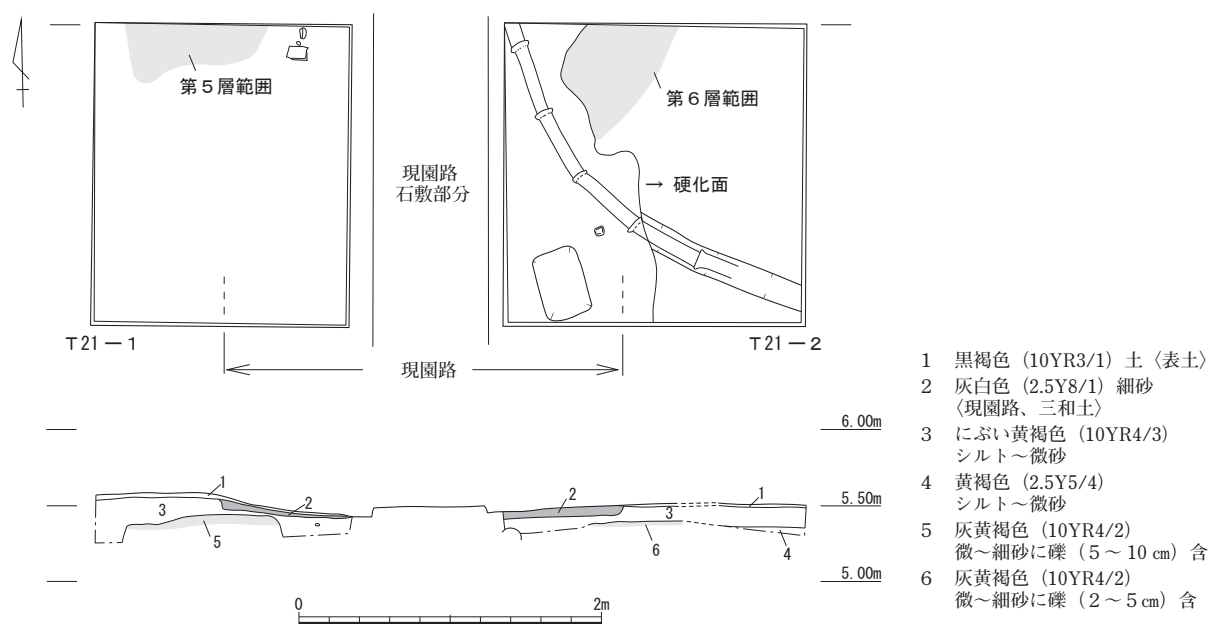 第5層範囲
第6層範囲
現園路
石敷部分
→ 硬化面
T21－1
T21－2
現園路
6.00m
5.50m
5.00m
1
2
3
5
2
3
1
6
4
0
2m
1 黒褐色（10YR3/1）土〈表土〉
2 灰白色（2.5Y8/1）細砂
〈現園路、三和土〉
3 にぶい黄褐色（10YR4/3）
シルト～微砂
4 黄褐色（2.5Y5/4）
シルト～微砂
5 灰黄褐色（10YR4/2）
微～細砂に礫（5～10㎝）含
6 灰黄褐色（10YR4/2）
微～細砂に礫（2～5㎝）含